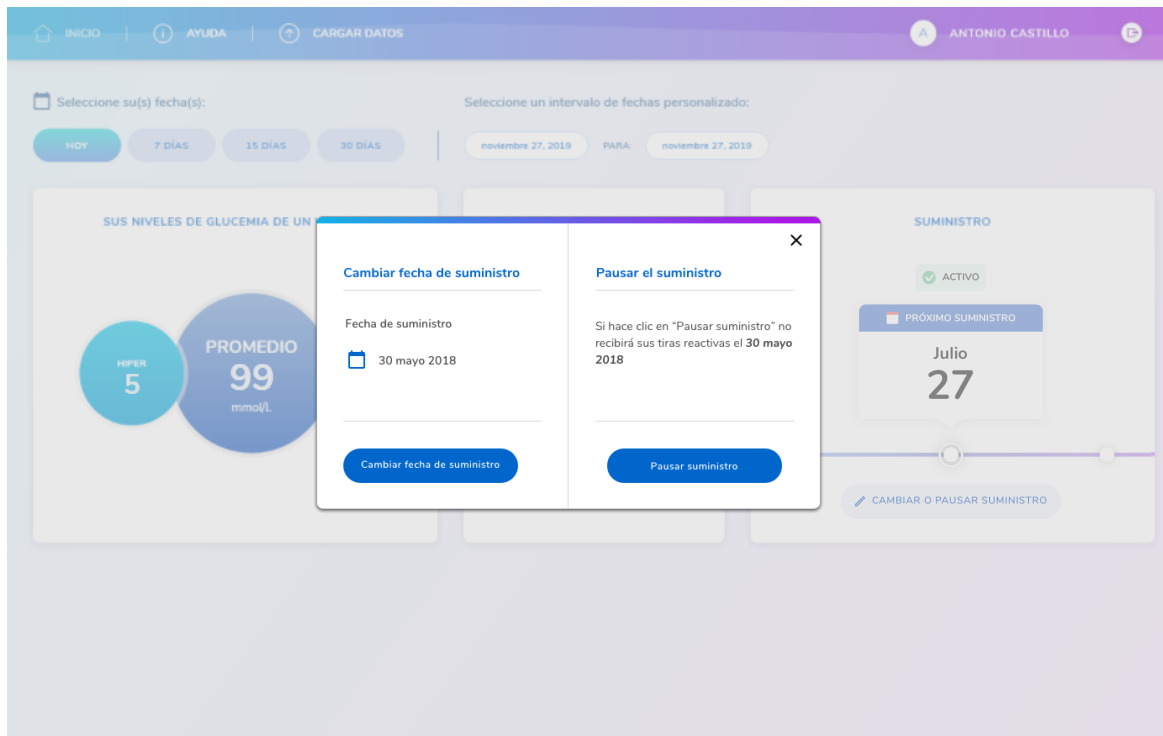 INICIO
AYUDA
CARGAR DATOS
A
ANTONIO CASTILLO
Seleccione su(s) fecha(s):
Seleccione un intervalo de fechas personalizado:
HOY
7 DÍAS
15 DÍAS
30 DÍAS
noviembre 27, 2019
PARA:
noviembre 27, 2019
SUS NIVELES DE GLUCEMIA DE UN
HIPER
5
PROMEDIO
99
mmol/L
Cambiar fecha de suministro
Fecha de suministro
30 mayo 2018
Cambiar fecha de suministro
Pausar el suministro
Si hace clic en “Pausar suministro” no
recibirá sus tiras reactivas el 30 mayo
2018
Pausar suministro
SUMINISTRO
ACTIVO
PRÓXIMO SUMINISTRO
Julio
27
CAMBIAR O PAUSAR SUMINISTRO